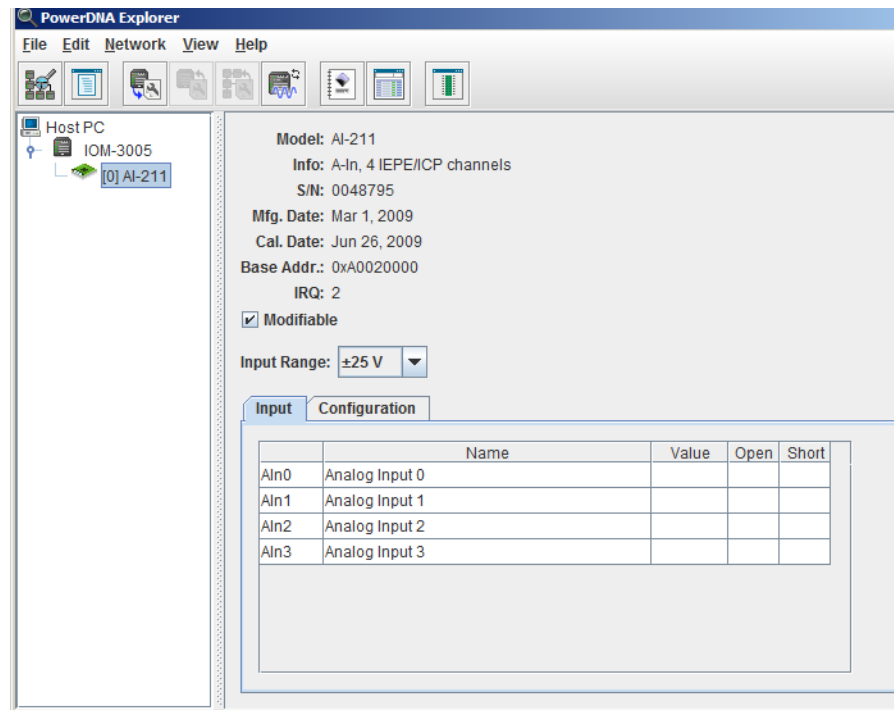 PowerDNA Explorer
File Edit Network View Help
Host PC
IOM-3005
[0] AI-211
Model: AI-211
Info: A-In, 4 IEPE/ICP channels
S/N: 0048795
Mfg. Date: Mar 1, 2009
Cal. Date: Jun 26, 2009
Base Addr.: 0xA0020000
IRQ: 2
Modifiable
Input Range: ±25 V
Input Configuration
Name Value Open Short
AIn0 Analog Input 0
AIn1 Analog Input 1
AIn2 Analog Input 2
AIn3 Analog Input 3